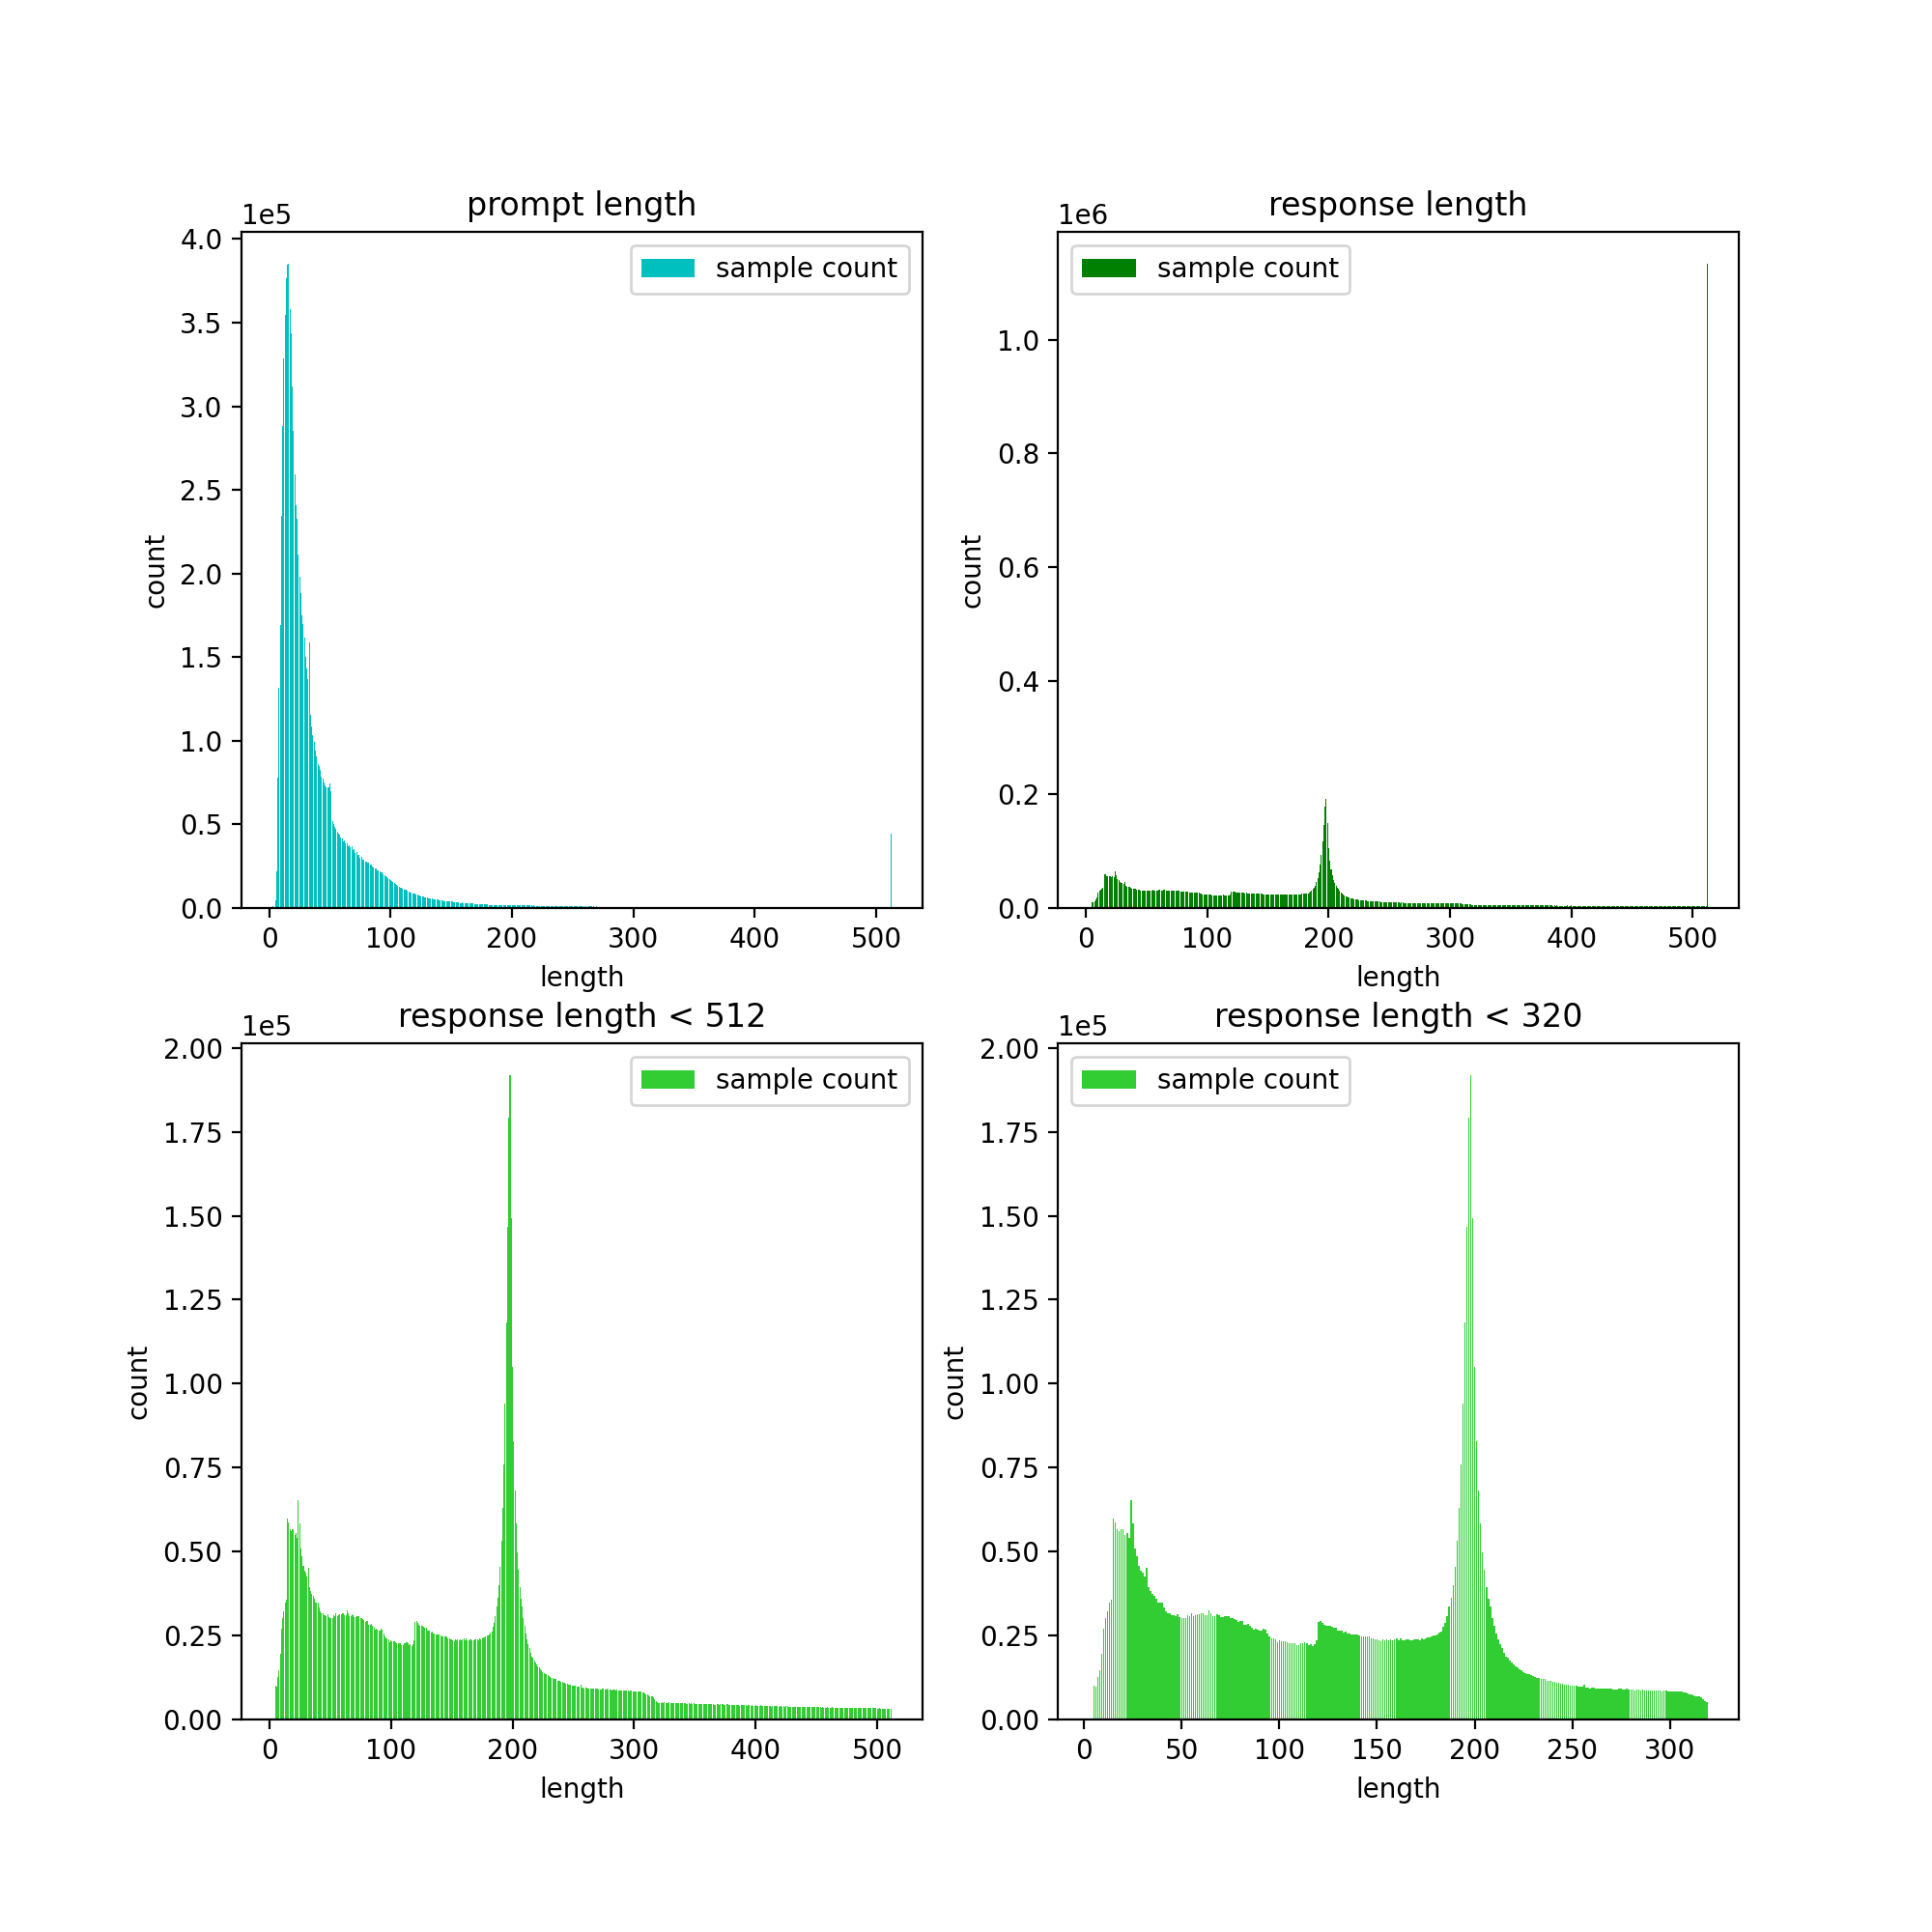 prompt length
1e5
sample count
4.0
3.5
3.0
2.5
2.0
1.5
1.0
0.5
0.0
count
0 100 200 300 400 500
length
response length
1e6
sample count
1.0
0.8
0.6
0.4
0.2
0.0
count
0 100 200 300 400 500
length
response length < 512
1e5
sample count
2.00
1.75
1.50
1.25
1.00
0.75
0.50
0.25
0.00
count
0 100 200 300 400 500
length
response length < 320
1e5
sample count
2.00
1.75
1.50
1.25
1.00
0.75
0.50
0.25
0.00
count
0 50 100 150 200 250 300
length